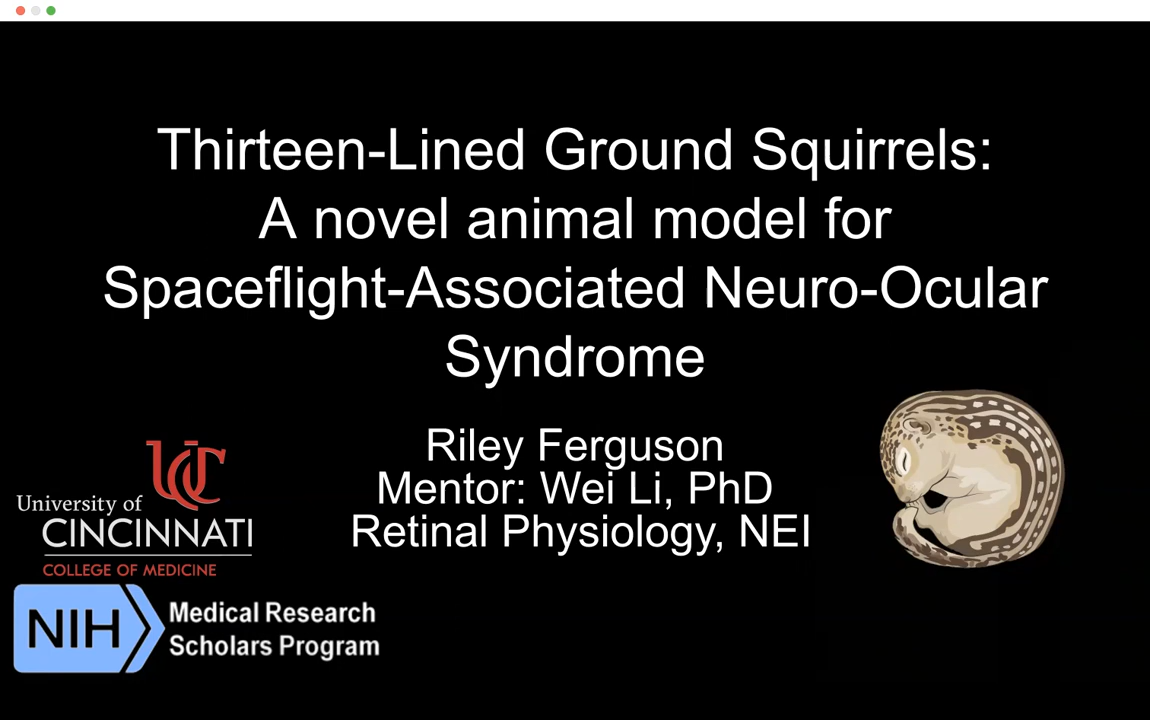 Thirteen-Lined Ground Squirrels:
A novel animal model for
Spaceflight-Associated Neuro-Ocular
Syndrome
Riley Ferguson
Mentor: Wei Li, PhD
Retinal Physiology, NEI
UC
University of
CINCINNATI
COLLEGE OF MEDICINE
NIH
Medical Research
Scholars Program